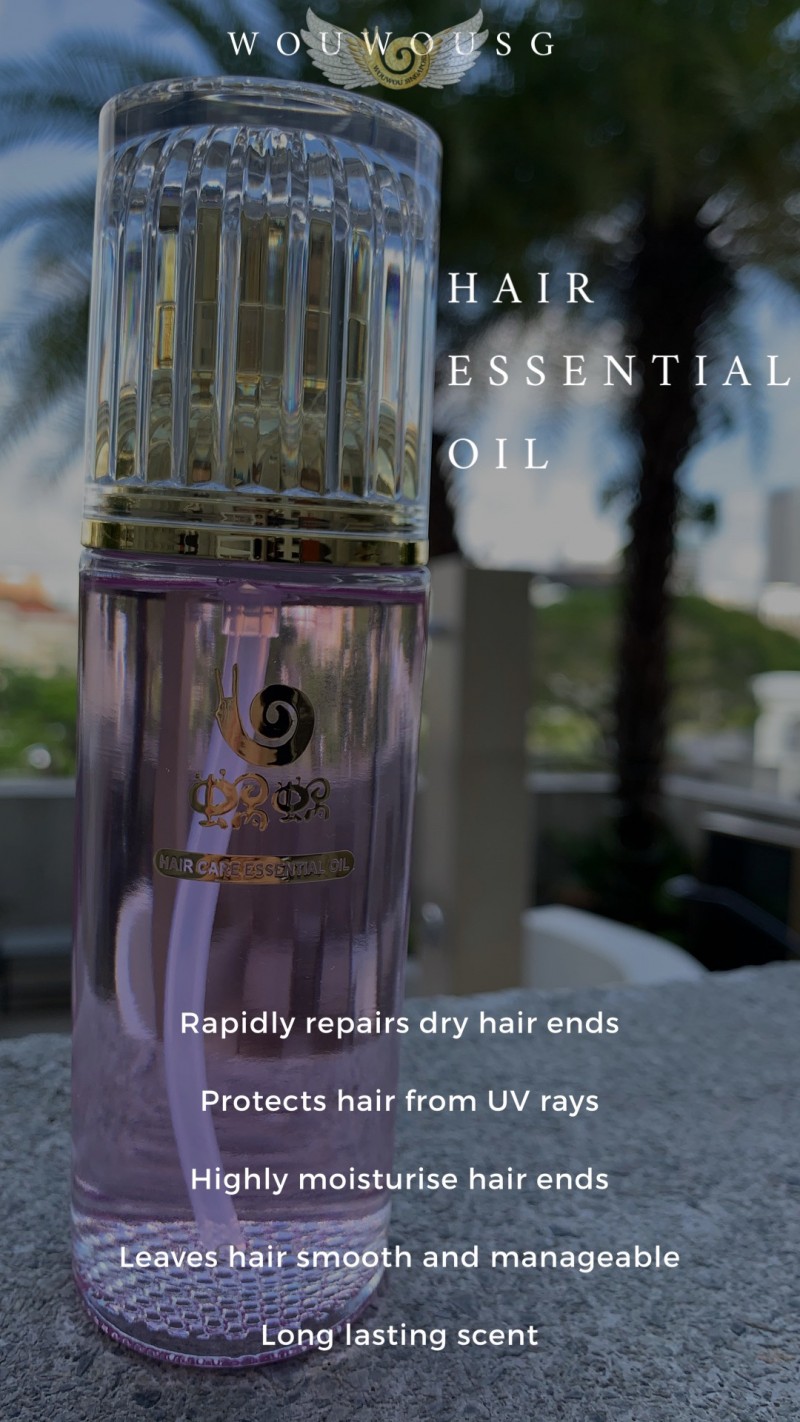 WOUWOUSG
HAIR
ESSENTIAL
OIL
HAIR CARE ESSENTIAL OIL
Rapidly repairs dry hair ends
Protects hair from UV rays
Highly moisturise hair ends
Leaves hair smooth and manageable
Long lasting scent